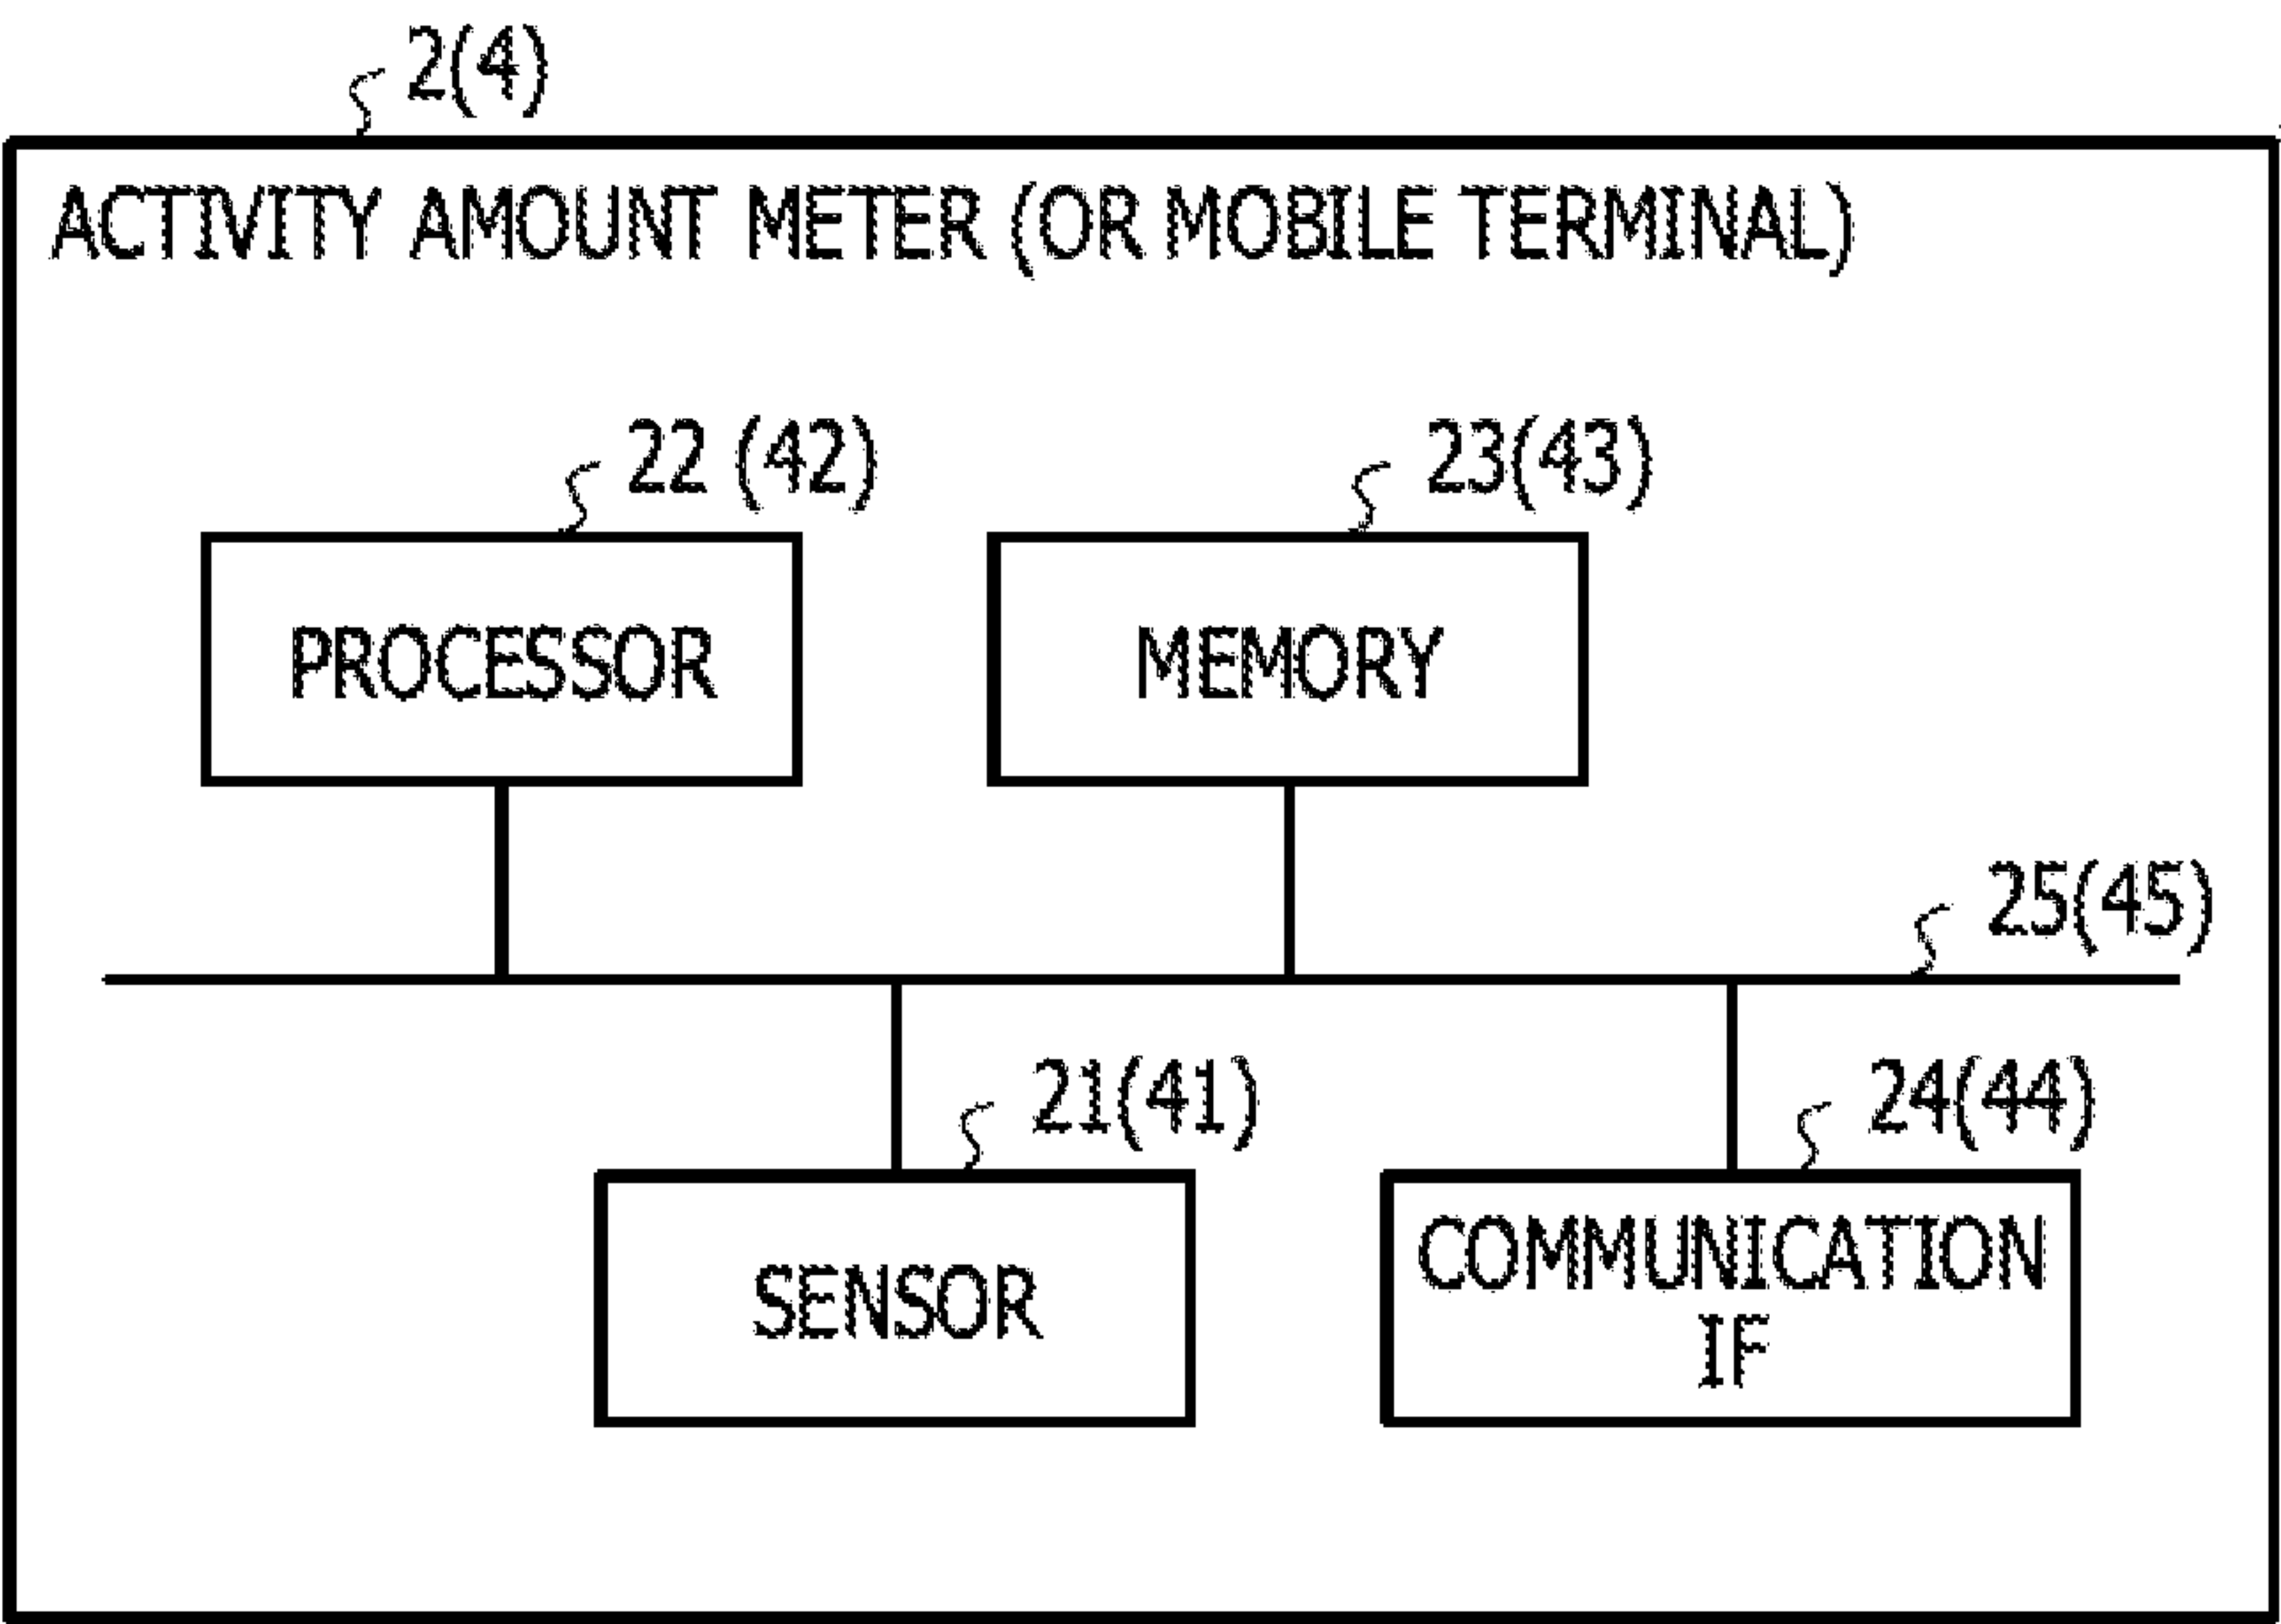 2(4)
ACTIVITY AMOUNT METER (OR MOBILE TERMINAL)
22 (42)
23(43)
PROCESSOR
MEMORY
25(45)
21(41)
24(44)
SENSOR
COMMUNICATION
IF